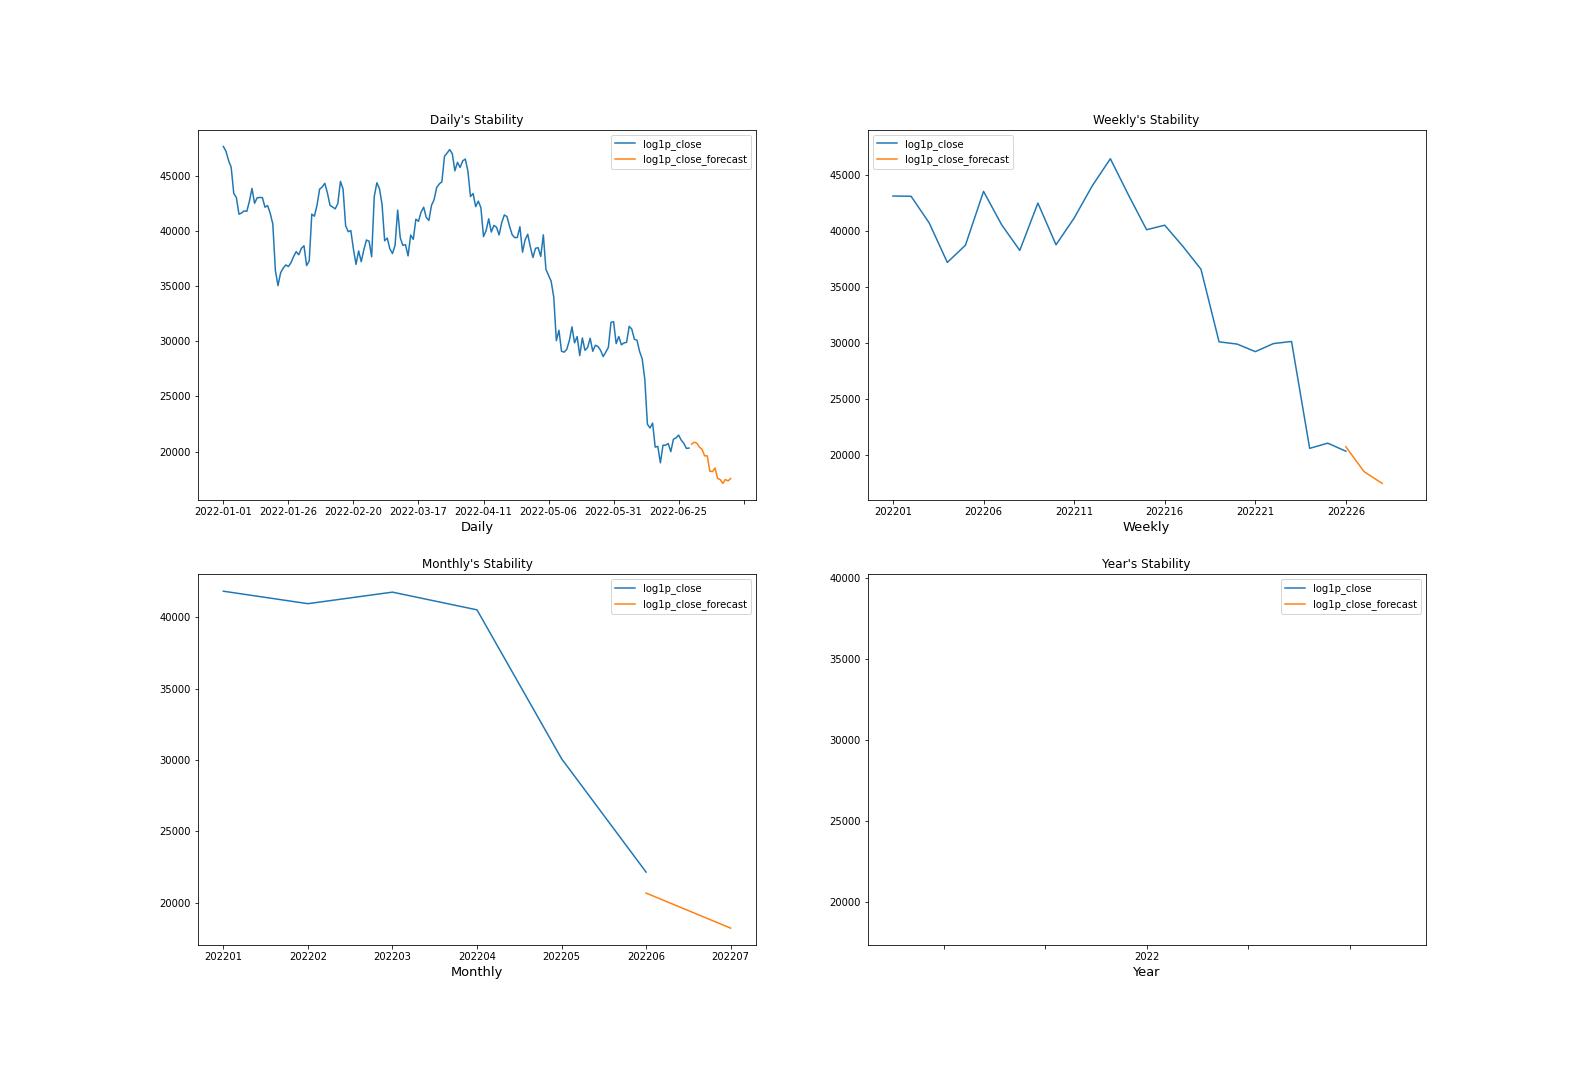 Daily's Stability
log1p_close
log1p_close_forecast
45000
40000
35000
30000
25000
20000
2022-01-01 2022-01-26 2022-02-20 2022-03-17 2022-04-11 2022-05-06 2022-05-31 2022-06-25
Daily
Weekly's Stability
log1p_close
log1p_close_forecast
45000
40000
35000
30000
25000
20000
202201 202206 202211 202216 202221 202226
Weekly
Monthly's Stability
log1p_close
log1p_close_forecast
40000
35000
30000
25000
20000
202201 202202 202203 202204 202205 202206 202207
Monthly
Year's Stability
log1p_close
log1p_close_forecast
40000
35000
30000
25000
20000
2022
Year